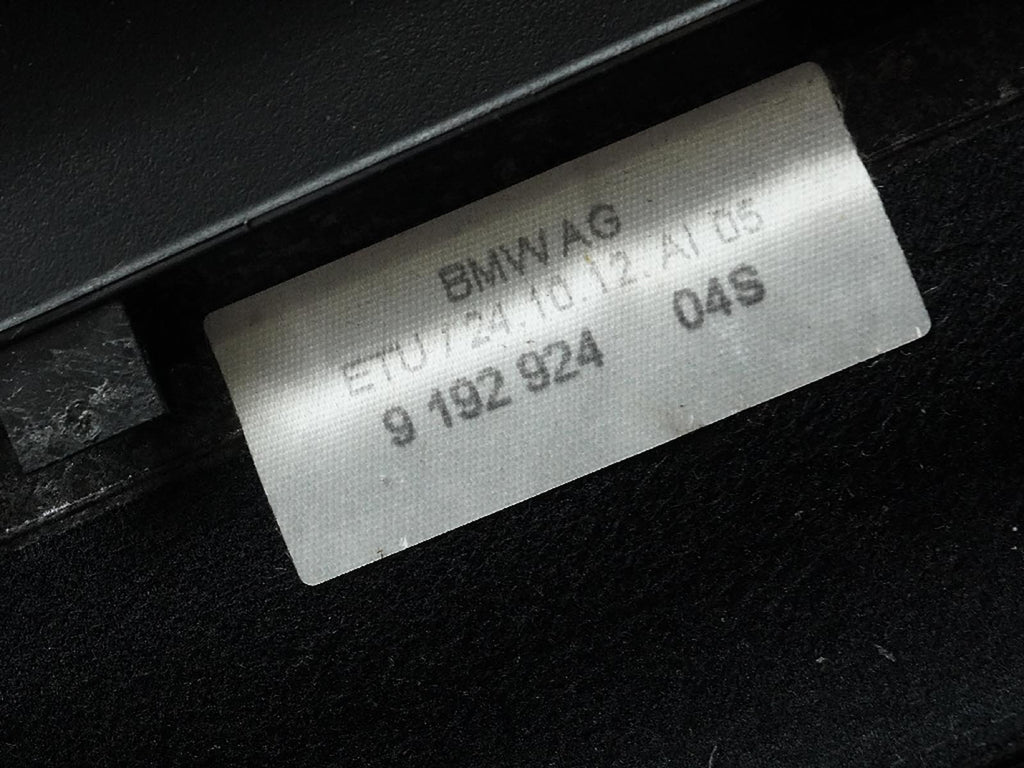 BMW AG
ETU / 24.10.12. AI 05
9 192 924 04S